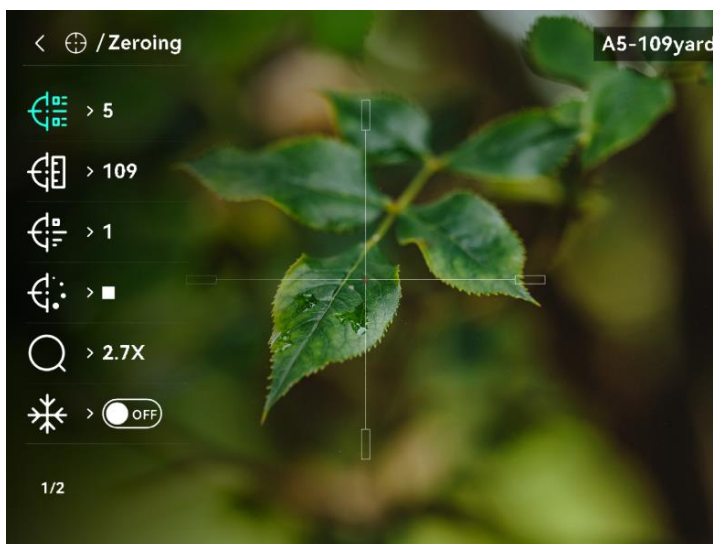 / Zeroing
A5-109yard
> 5
> 109
> 1
>
> 2.7X
> OFF
1/2